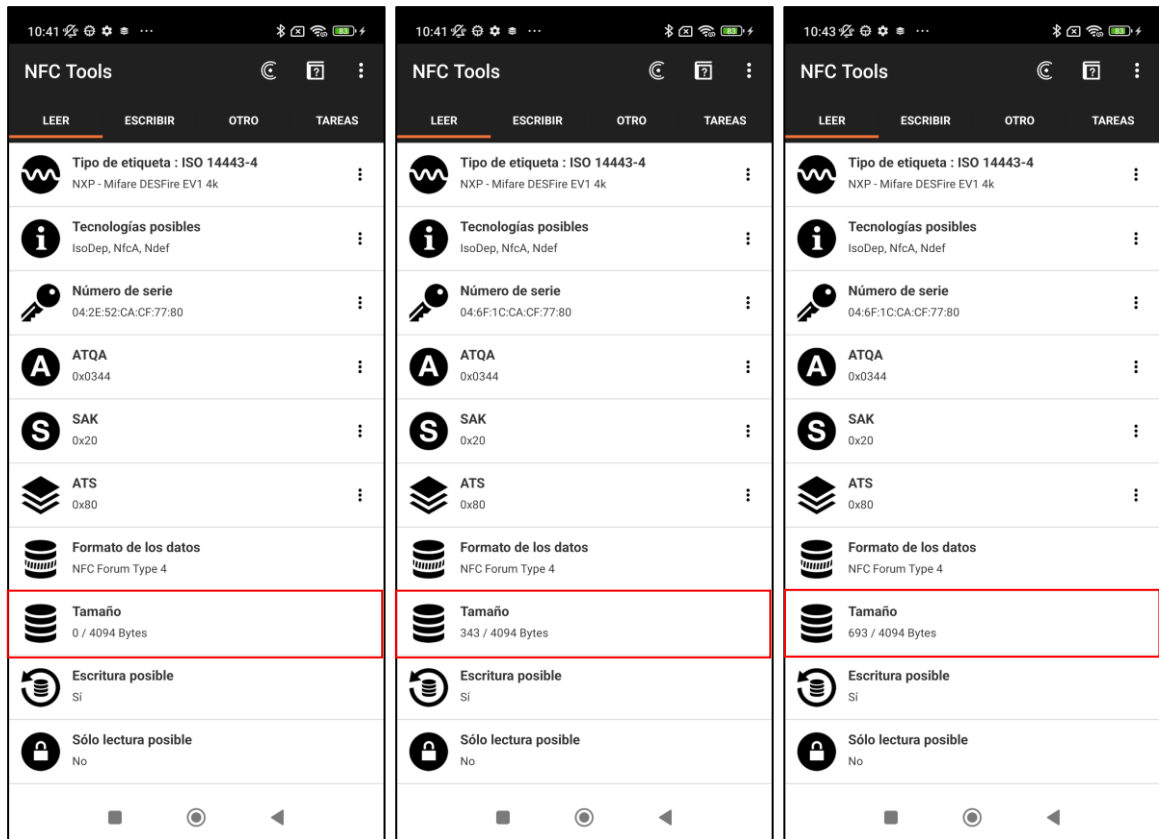 10:41
83
NFC Tools
LEER ESCRIBIR OTRO TAREAS
Tipo de etiqueta : ISO 14443-4
NXP - Mifare DESFire EV1 4k
Tecnologías posibles
IsoDep, NfcA, Ndef
Número de serie
04:2E:52:CA:CF:77:80
ATQA
0x0344
SAK
0x20
ATS
0x80
Formato de los datos
NFC Forum Type 4
Tamaño
0 / 4094 Bytes
Escritura posible
Sí
Sólo lectura posible
No
10:41
83
NFC Tools
LEER ESCRIBIR OTRO TAREAS
Tipo de etiqueta : ISO 14443-4
NXP - Mifare DESFire EV1 4k
Tecnologías posibles
IsoDep, NfcA, Ndef
Número de serie
04:6F:1C:CA:CF:77:80
ATQA
0x0344
SAK
0x20
ATS
0x80
Formato de los datos
NFC Forum Type 4
Tamaño
343 / 4094 Bytes
Escritura posible
Sí
Sólo lectura posible
No
10:43
83
NFC Tools
LEER ESCRIBIR OTRO TAREAS
Tipo de etiqueta : ISO 14443-4
NXP - Mifare DESFire EV1 4k
Tecnologías posibles
IsoDep, NfcA, Ndef
Número de serie
04:6F:1C:CA:CF:77:80
ATQA
0x0344
SAK
0x20
ATS
0x80
Formato de los datos
NFC Forum Type 4
Tamaño
693 / 4094 Bytes
Escritura posible
Sí
Sólo lectura posible
No